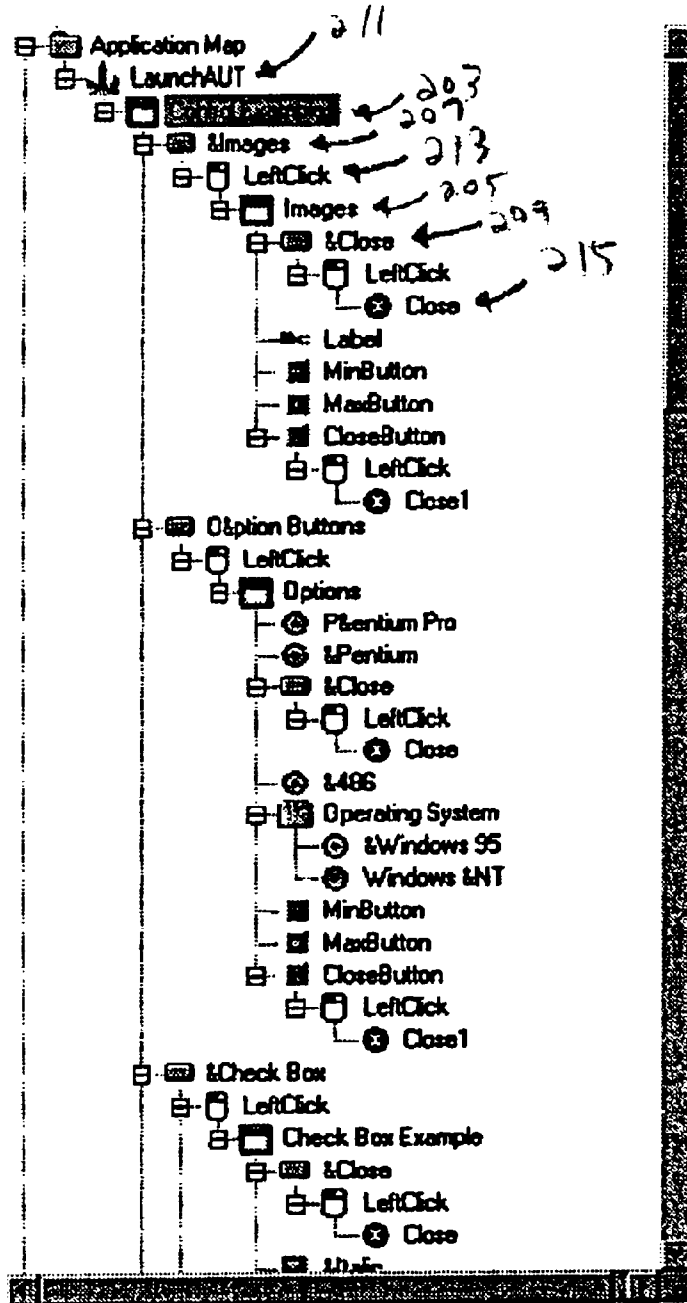 Application Map 211
LaunchAUT
203
&Images 207
LeftClick 213
Images 205
&Close 209
LeftClick 215
Close
Label
MinButton
MaxButton
CloseButton
LeftClick
Close1
O&ption Buttons
LeftClick
Options
P&entium Pro
&Pentium
&Close
LeftClick
Close
&486
Operating System
&Windows 95
Windows &NT
MinButton
MaxButton
CloseButton
LeftClick
Close1
&Check Box
LeftClick
Check Box Example
&Close
LeftClick
Close